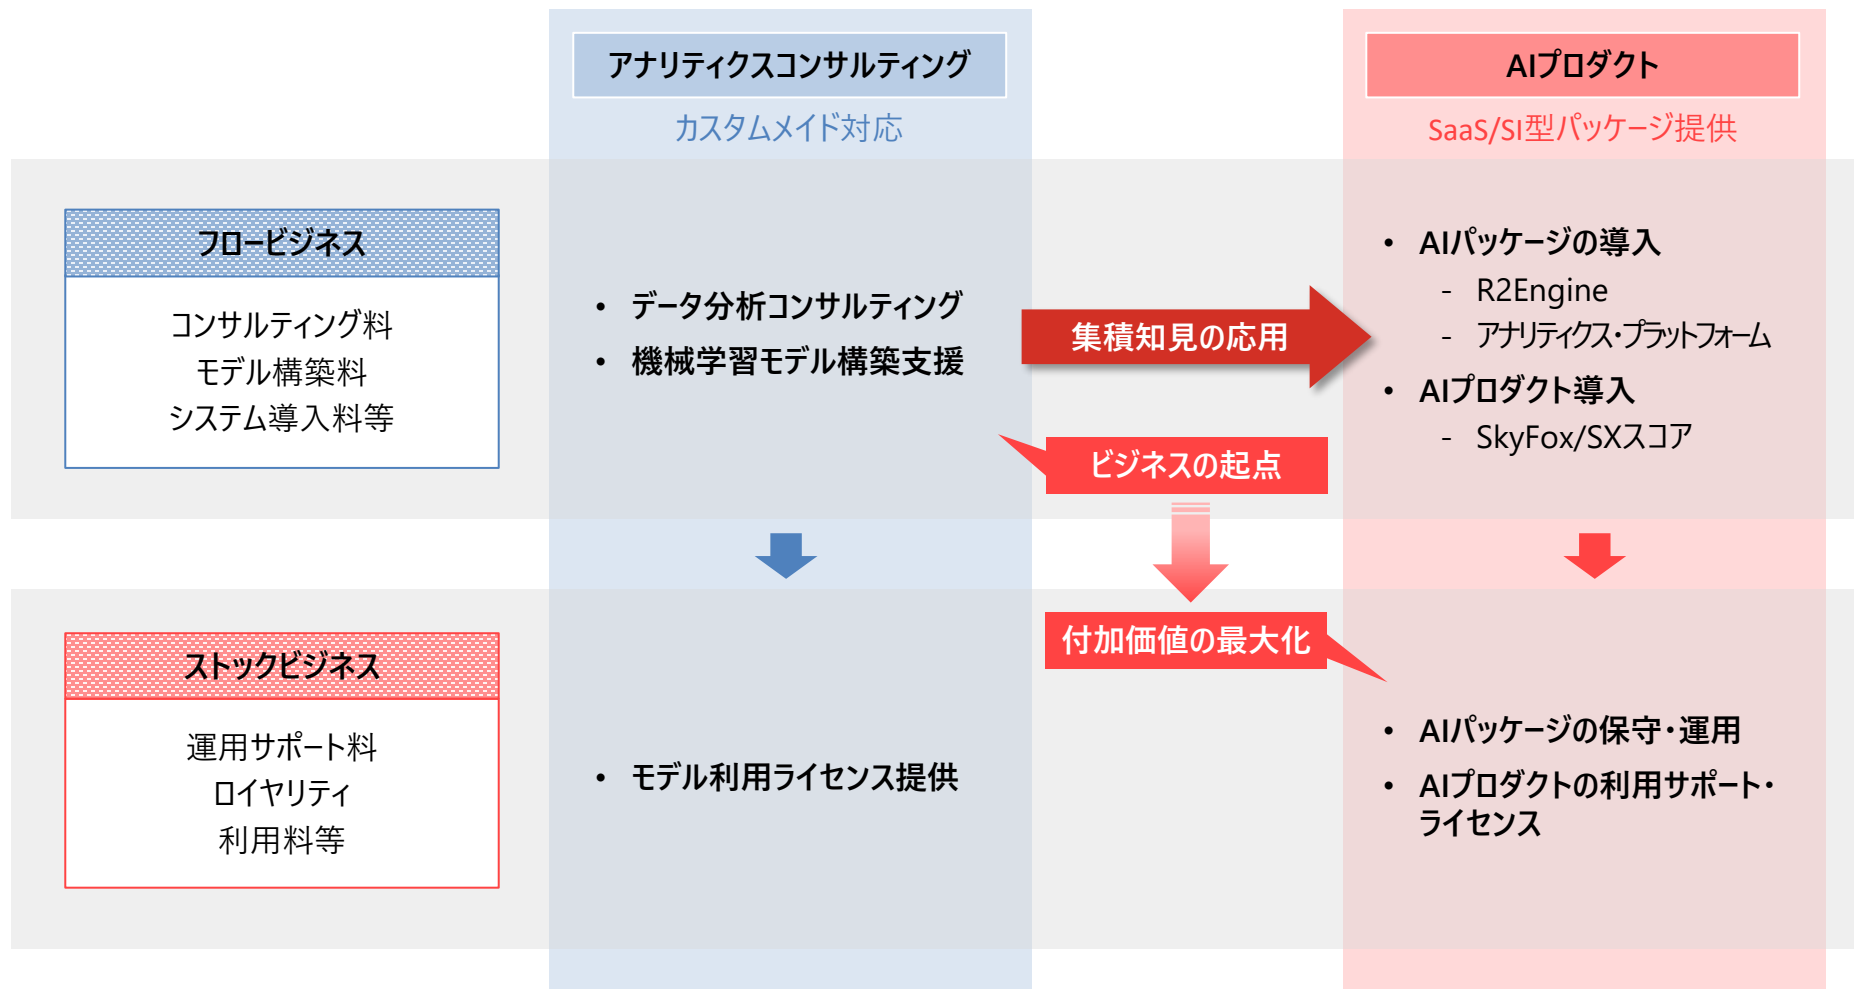 アナリティクスコンサルティング
カスタムメイド対応
AIプロダクト
SaaS/SI型パッケージ提供
フロービジネス
コンサルティング料
モデル構築料
システム導入料等
• データ分析コンサルティング
• 機械学習モデル構築支援
集積知見の応用
• AIパッケージの導入
- R2Engine
- アナリティクス・プラットフォーム
• AIプロダクト導入
- SkyFox/SXスコア
ビジネスの起点
付加価値の最大化
ストックビジネス
運用サポート料
ロイヤリティ
利用料等
• モデル利用ライセンス提供
• AIパッケージの保守・運用
• AIプロダクトの利用サポート・
ライセンス